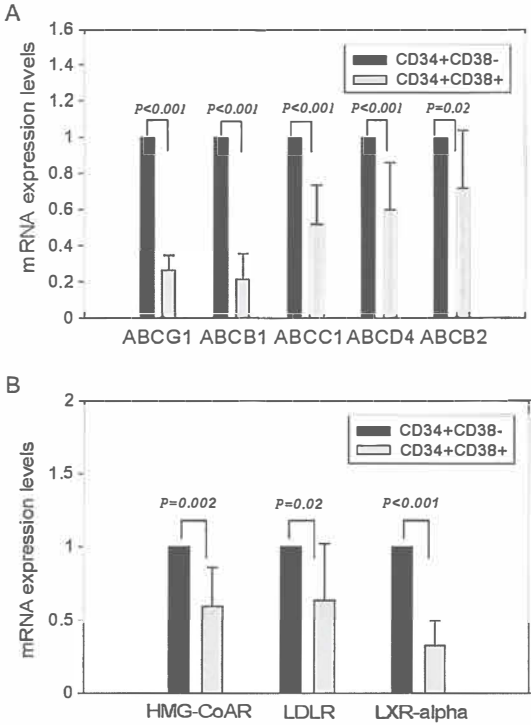 A
1.6
1.4
1.2
1
0.8
0.6
0.4
0.2
0
mRNA expression levels
CD34+CD38-
CD34+CD38+
P<0.001 P<0.001 P<0.001 P<0.001 P=0.02
ABCG1 ABCB1 ABCC1 ABCD4 ABCB2
B
2
1.5
1
0.5
0
mRNA expression levels
CD34+CD38-
CD34+CD38+
P=0.002 P=0.02 P<0.001
HMG-CoAR LDLR LXR-alpha